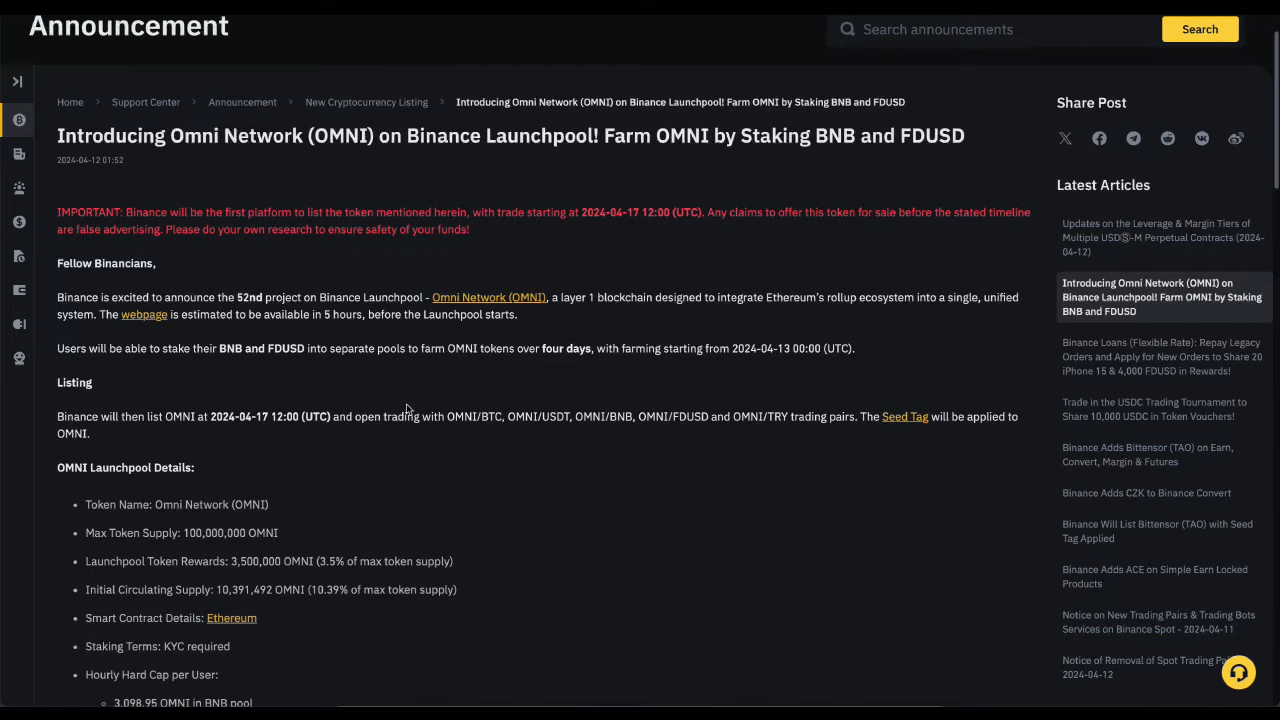 Announcement
Search announcements
Search
Home > Support Center > Announcement > New Cryptocurrency Listing > Introducing Omni Network (OMNI) on Binance Launchpool! Farm OMNI by Staking BNB and FDUSD
Introducing Omni Network (OMNI) on Binance Launchpool! Farm OMNI by Staking BNB and FDUSD
2024-04-12 01:52
IMPORTANT: Binance will be the first platform to list the token mentioned herein, with trade starting at 2024-04-17 12:00 (UTC). Any claims to offer this token for sale before the stated timeline
are false advertising. Please do your own research to ensure safety of your funds!
Fellow Binancians,
Binance is excited to announce the 52nd project on Binance Launchpool - Omni Network (OMNI), a layer 1 blockchain designed to integrate Ethereum's rollup ecosystem into a single, unified
system. The webpage is estimated to be available in 5 hours, before the Launchpool starts.
Users will be able to stake their BNB and FDUSD into separate pools to farm OMNI tokens over four days, with farming starting from 2024-04-13 00:00 (UTC).
Listing
Binance will then list OMNI at 2024-04-17 12:00 (UTC) and open trading with OMNI/BTC, OMNI/USDT, OMNI/BNB, OMNI/FDUSD and OMNI/TRY trading pairs. The Seed Tag will be applied to
OMNI.
OMNI Launchpool Details:
• Token Name: Omni Network (OMNI)
• Max Token Supply: 100,000,000 OMNI
• Launchpool Token Rewards: 3,500,000 OMNI (3.5% of max token supply)
• Initial Circulating Supply: 10,391,492 OMNI (10.39% of max token supply)
• Smart Contract Details: Ethereum
• Staking Terms: KYC required
• Hourly Hard Cap per User:
3,098.95 OMNI in BNB pool
Share Post
Latest Articles
Updates on the Leverage & Margin Tiers of
Multiple USDⓈ-M Perpetual Contracts (2024-
04-12)
Introducing Omni Network (OMNI) on
Binance Launchpool! Farm OMNI by Staking
BNB and FDUSD
Binance Loans (Flexible Rate): Repay Legacy
Orders and Apply for New Orders to Share 20
iPhone 15 & 4,000 FDUSD in Rewards!
Trade in the USDC Trading Tournament to
Share 10,000 USDC in Token Vouchers!
Binance Adds Bittensor (TAO) on Earn,
Convert, Margin & Futures
Binance Adds CZK to Binance Convert
Binance Will List Bittensor (TAO) with Seed
Tag Applied
Binance Adds ACE on Simple Earn Locked
Products
Notice on New Trading Pairs & Trading Bots
Services on Binance Spot - 2024-04-11
Notice of Removal of Spot Trading
2024-04-12